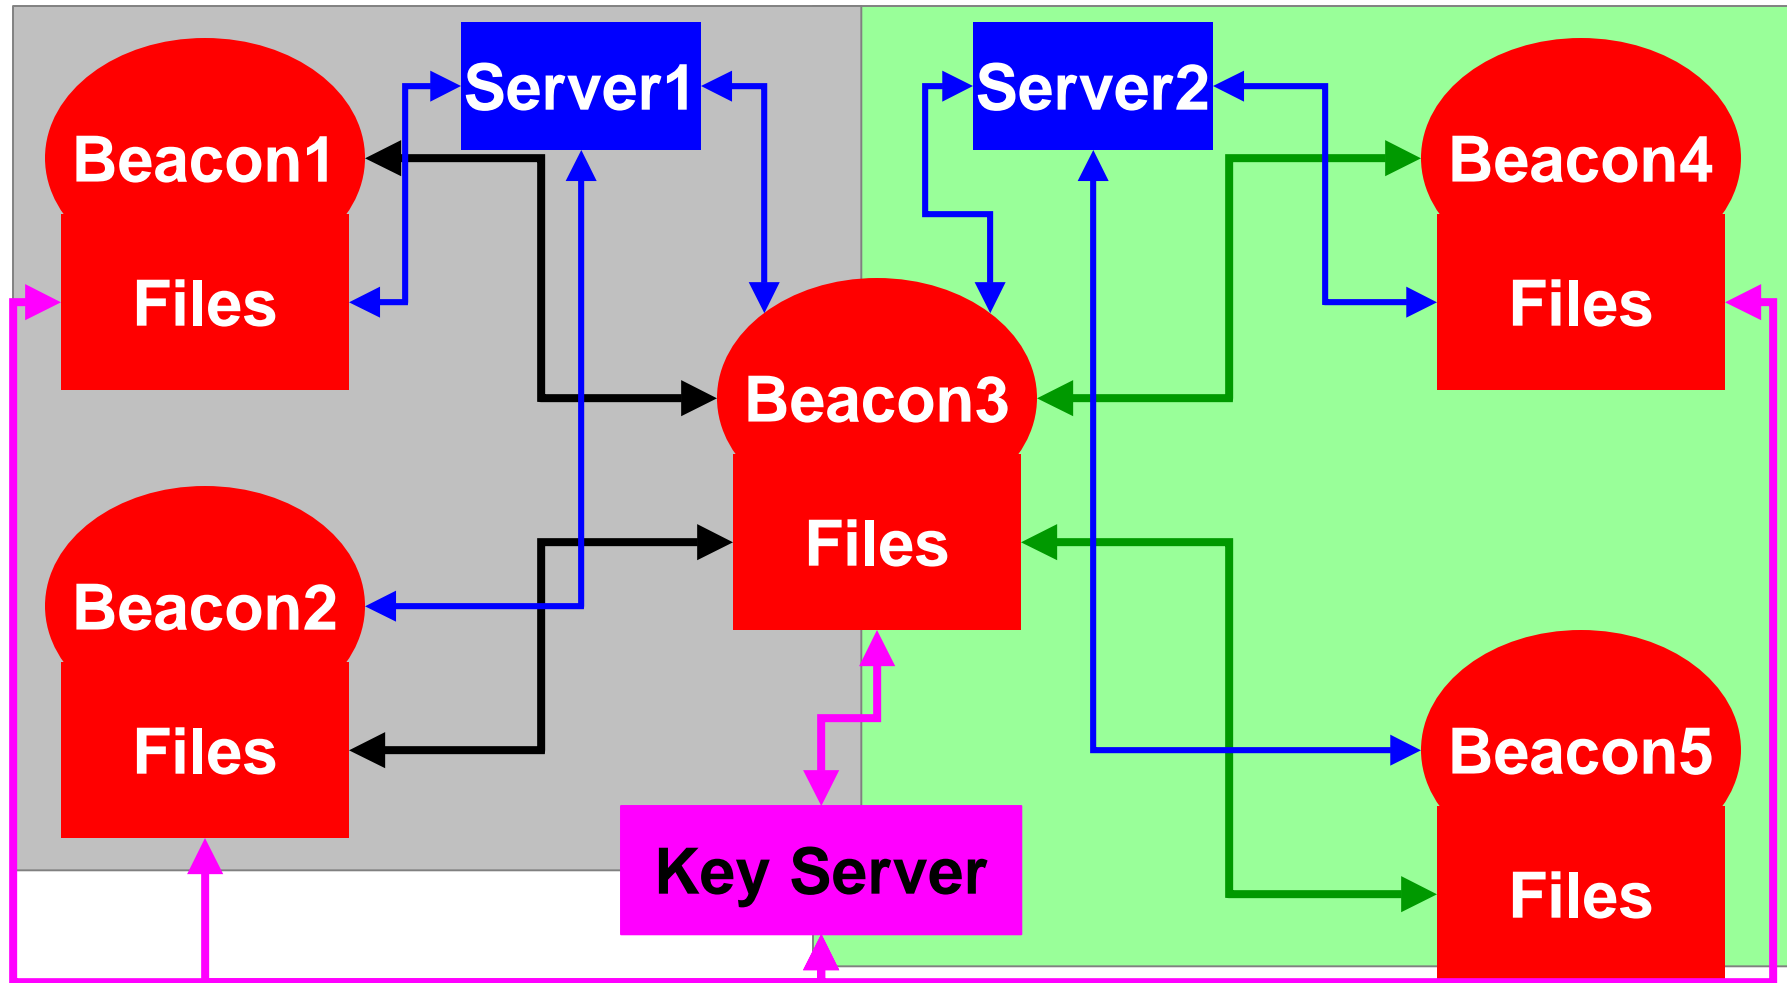 Server1
Server2
Beacon1
Files
Beacon4
Files
Beacon3
Files
Beacon2
Files
Beacon5
Files
Key Server